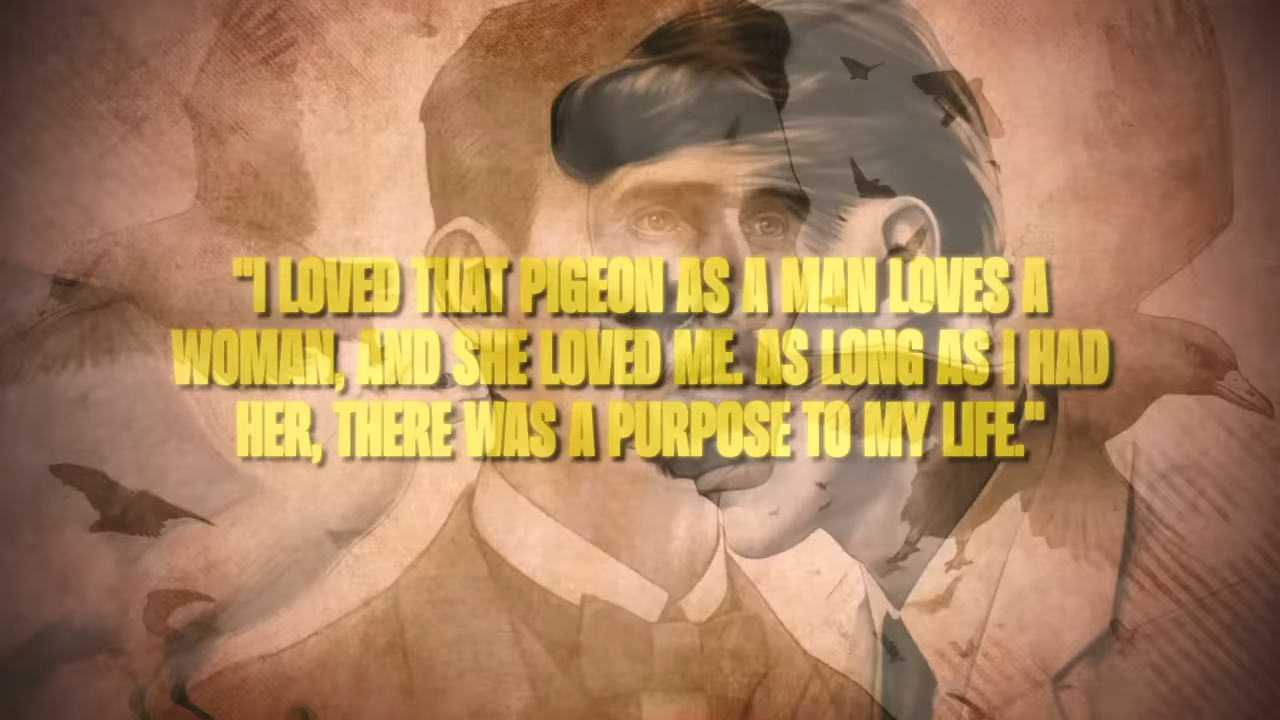 "I LOVED THAT PIGEON AS A MAN LOVES A
WOMAN, AND SHE LOVED ME. AS LONG AS I HAD
HER, THERE WAS A PURPOSE TO MY LIFE."